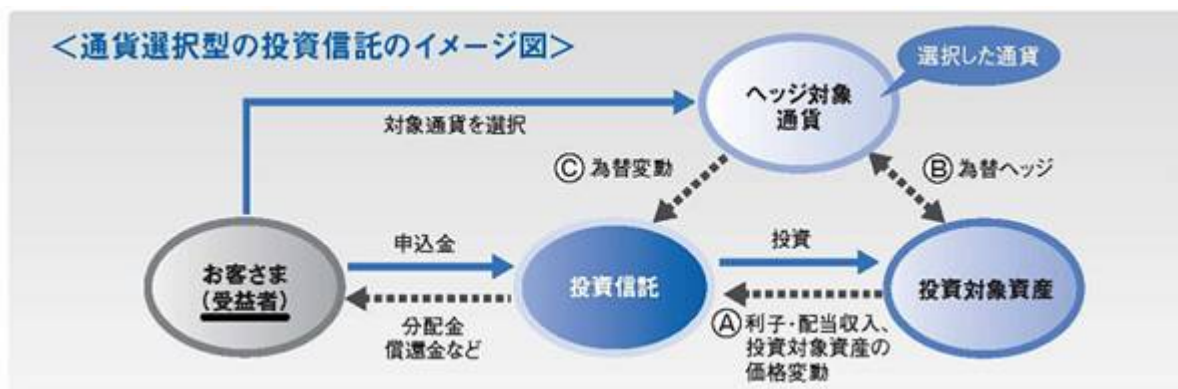 ＜通貨選択型の投資信託のイメージ図＞
選択した通貨
ヘッジ対象
通貨
対象通貨を選択
Ⓒ 為替変動
Ⓑ 為替ヘッジ
お客さま
（受益者）
申込金
分配金
償還金など
投資信託
投資
Ⓐ 利子・配当収入、
投資対象資産の
価格変動
投資対象資産